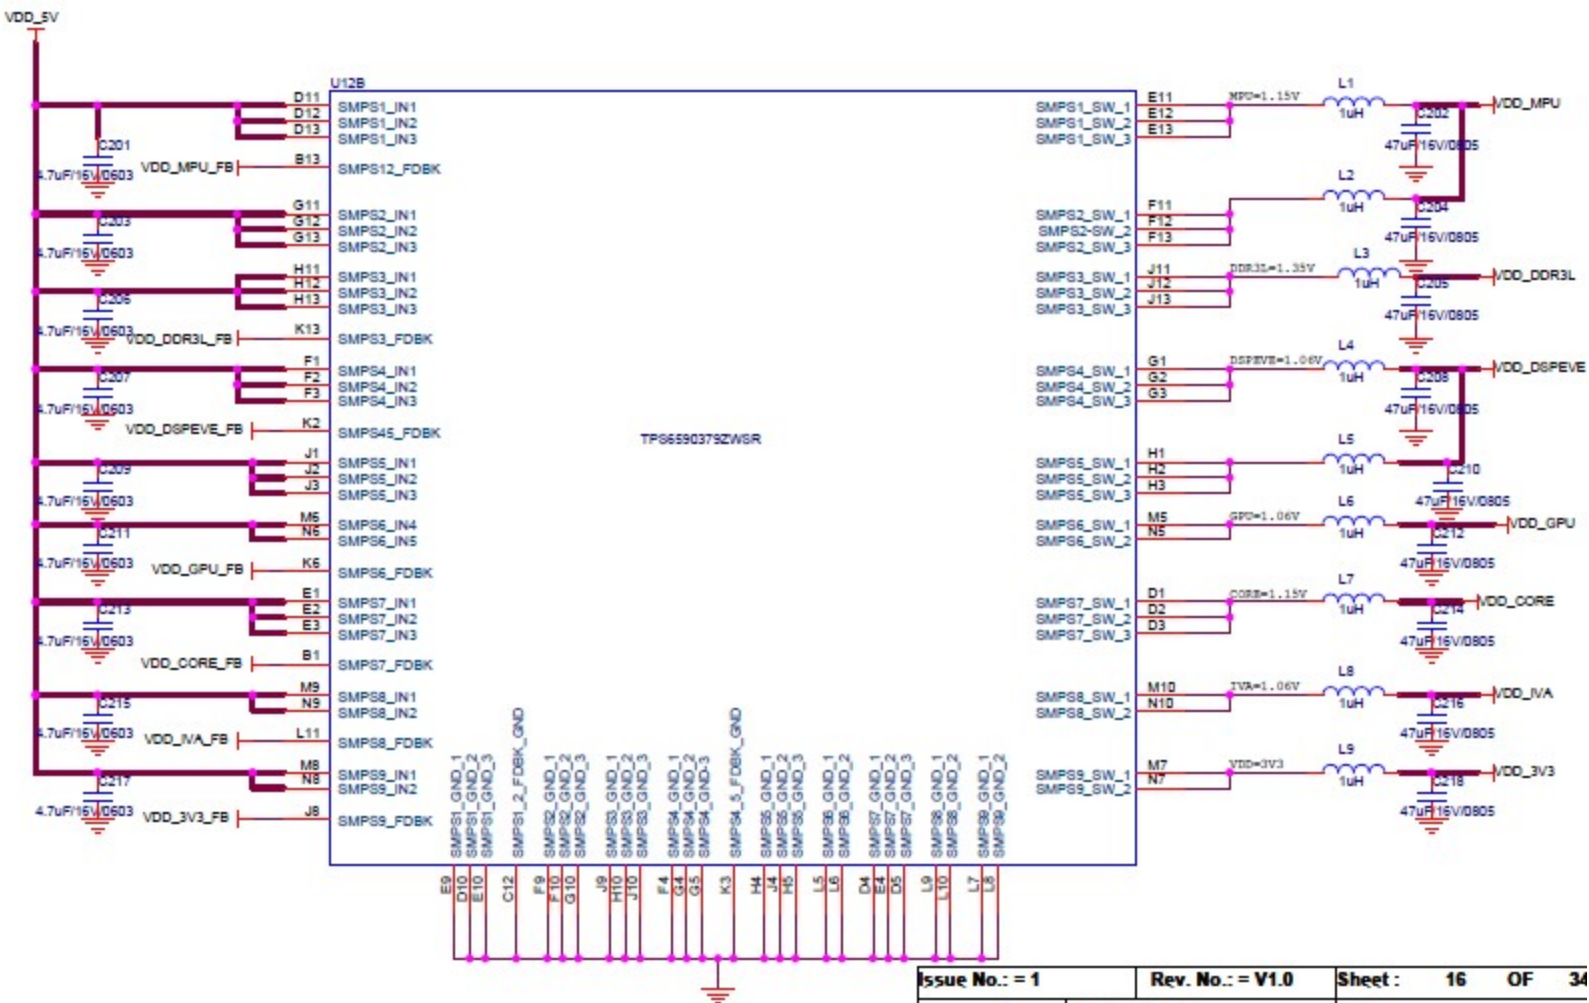 VDD_5V
U12B
D11 SMPS1_IN1
D12 SMPS1_IN2
D13 SMPS1_IN3
C201
4.7uF/16V/0603
VDD_MPU_FB B13 SMPS12_FDBK
G11 SMPS2_IN1
G12 SMPS2_IN2
G13 SMPS2_IN3
C203
4.7uF/16V/0603
H11 SMPS3_IN1
H12 SMPS3_IN2
H13 SMPS3_IN3
C206
4.7uF/16V/0603
VDD_DDR3L_FB K13 SMPS3_FDBK
F1 SMPS4_IN1
F2 SMPS4_IN2
F3 SMPS4_IN3
C207
4.7uF/16V/0603
VDD_DSPEVE_FB K2 SMPS45_FDBK
J1 SMPS5_IN1
J2 SMPS5_IN2
J3 SMPS5_IN3
C209
4.7uF/16V/0603
M6 SMPS6_IN4
N6 SMPS6_IN5
C211
4.7uF/16V/0603
VDD_GPU_FB K6 SMPS6_FDBK
E1 SMPS7_IN1
E2 SMPS7_IN2
E3 SMPS7_IN3
C213
4.7uF/16V/0603
VDD_CORE_FB B1 SMPS7_FDBK
M9 SMPS8_IN1
N9 SMPS8_IN2
C215
4.7uF/16V/0603
VDD_IVA_FB L11 SMPS8_FDBK
M8 SMPS9_IN1
N8 SMPS9_IN2
C217
4.7uF/16V/0603
VDD_3V3_FB J8 SMPS9_FDBK
TPS6590379ZWSR
SMPS1_SW_1 E11 MPU=1.15V L1 1uH VDD_MPU
SMPS1_SW_2 E12
SMPS1_SW_3 E13
C202
47uF/16V/0805
SMPS2_SW_1 F11 L2 1uH
SMPS2-SW_2 F12
SMPS2_SW_3 F13
C204
47uF/16V/0805
SMPS3_SW_1 J11 DDR3L=1.35V L3 1uH VDD_DDR3L
SMPS3_SW_2 J12
SMPS3_SW_3 J13
C205
47uF/16V/0805
SMPS4_SW_1 G1 DSPEVE=1.06V L4 1uH VDD_DSPEVE
SMPS4_SW_2 G2
SMPS4_SW_3 G3
C208
47uF/16V/0805
SMPS5_SW_1 H1 L5 1uH
SMPS5_SW_2 H2
SMPS5_SW_3 H3
C210
47uF/16V/0805
SMPS6_SW_1 M5 GPU=1.06V L6 1uH VDD_GPU
SMPS6_SW_2 N5
C212
47uF/16V/0805
SMPS7_SW_1 D1 CORE=1.15V L7 1uH VDD_CORE
SMPS7_SW_2 D2
SMPS7_SW_3 D3
C214
47uF/16V/0805
SMPS8_SW_1 M10 IVA=1.06V L8 1uH VDD_IVA
SMPS8_SW_2 N10
C216
47uF/16V/0805
SMPS9_SW_1 M7 VDD=3V3 L9 1uH VDD_3V3
SMPS9_SW_2 N7
C218
47uF/16V/0805
SMPS1_GND_1 E9
SMPS1_GND_2 D10
SMPS1_GND_3 E10
SMPS1_2_FDBK_GND C12
SMPS2_GND_1 F9
SMPS2_GND_2 F10
SMPS2_GND_3 G10
SMPS3_GND_1 J9
SMPS3_GND_2 H10
SMPS3_GND_3 J10
SMPS4_GND_1 F4
SMPS4_GND_2 G4
SMPS4_GND-3 G5
SMPS4_5_FDBK_GND K3
SMPS5_GND_1 H4
SMPS5_GND_2 J4
SMPS5_GND_3 H5
SMPS6_GND_1 L5
SMPS6_GND_2 L6
SMPS7_GND_1 D4
SMPS7_GND_2 E4
SMPS7_GND_3 D5
SMPS8_GND_1 L9
SMPS8_GND_2 L10
SMPS9_GND_1 L7
SMPS9_GND_2 L8
Issue No.: = 1 Rev. No.: = V1.0 Sheet : 16 OF 34